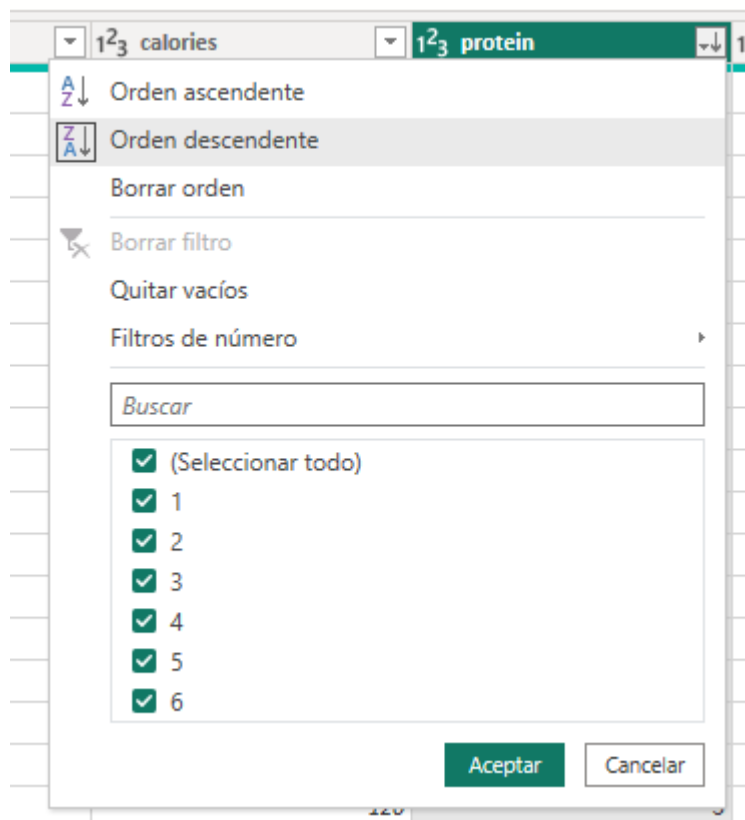 1²3 calories
1²3 protein
1
Orden ascendente
Orden descendente
Borrar orden
Borrar filtro
Quitar vacíos
Filtros de número
Buscar
(Seleccionar todo)
1
2
3
4
5
6
Aceptar
Cancelar